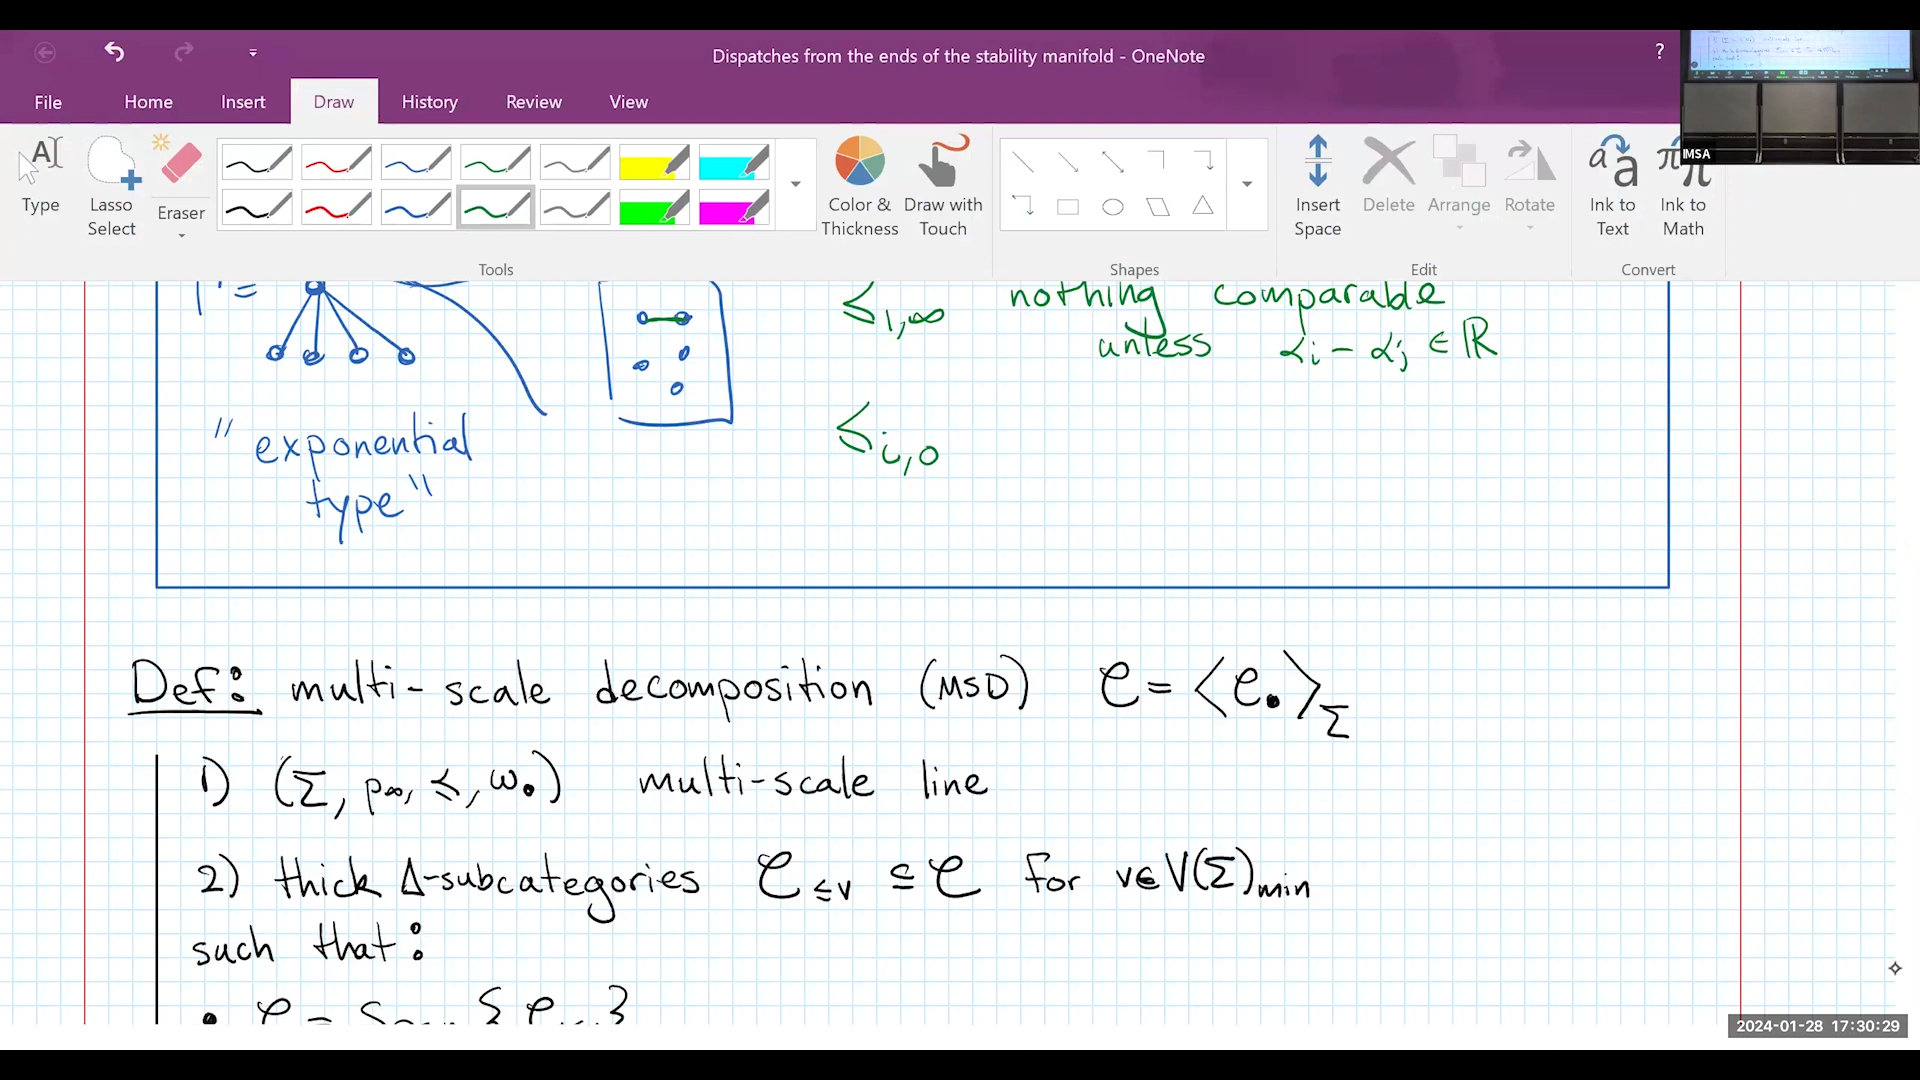 Dispatches from the ends of the stability manifold - OneNote
?
File Home Insert Draw History Review View
Type
Lasso Select
Eraser
Color & Thickness
Draw with Touch
Insert Space
Delete
Arrange
Rotate
Ink to Text
Ink to Math
Tools
Shapes
Edit
Convert
IMSA
Γ =
≤₁,∞ nothing comparable
unless αᵢ - αⱼ ∈ ℝ
≤ᵢ,₀
"exponential
type"
Def: multi-scale decomposition (MSD) 𝒞 = ⟨𝒞•⟩_Σ
1) (Σ, p∞, ≤, ω•) multi-scale line
2) thick Δ-subcategories 𝒞_≤v ⊆ 𝒞 for v∈V(Σ)min
such that:
2024-01-28 17:30:29